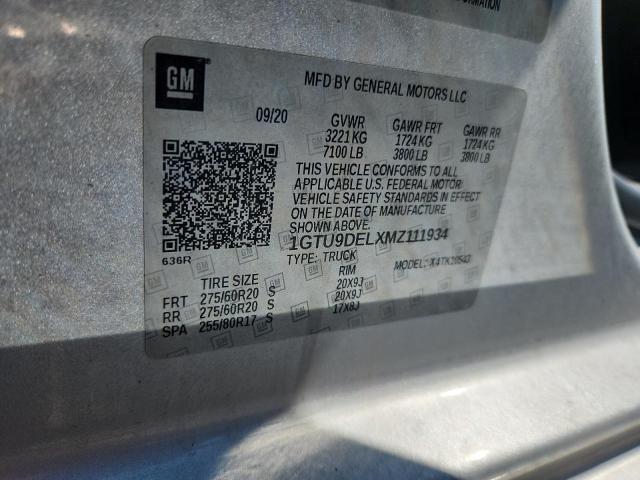 FORMATION
GM
MFD BY GENERAL MOTORS LLC
09/20 GVWR GAWR FRT GAWR RR
3221 KG 1724 KG 1724 KG
7100 LB 3800 LB 3800 LB
THIS VEHICLE CONFORMS TO ALL
APPLICABLE U.S. FEDERAL MOTOR
VEHICLE SAFETY STANDARDS IN EFFECT
ON THE DATE OF MANUFACTURE
SHOWN ABOVE.
1GTU9DELXMZ111934
636R TYPE: TRUCK MODEL: X4TK10543
TIRE SIZE RIM
FRT 275/60R20 S 20X9J
RR 275/60R20 S 20X9J
SPA 255/80R17 S 17X8J